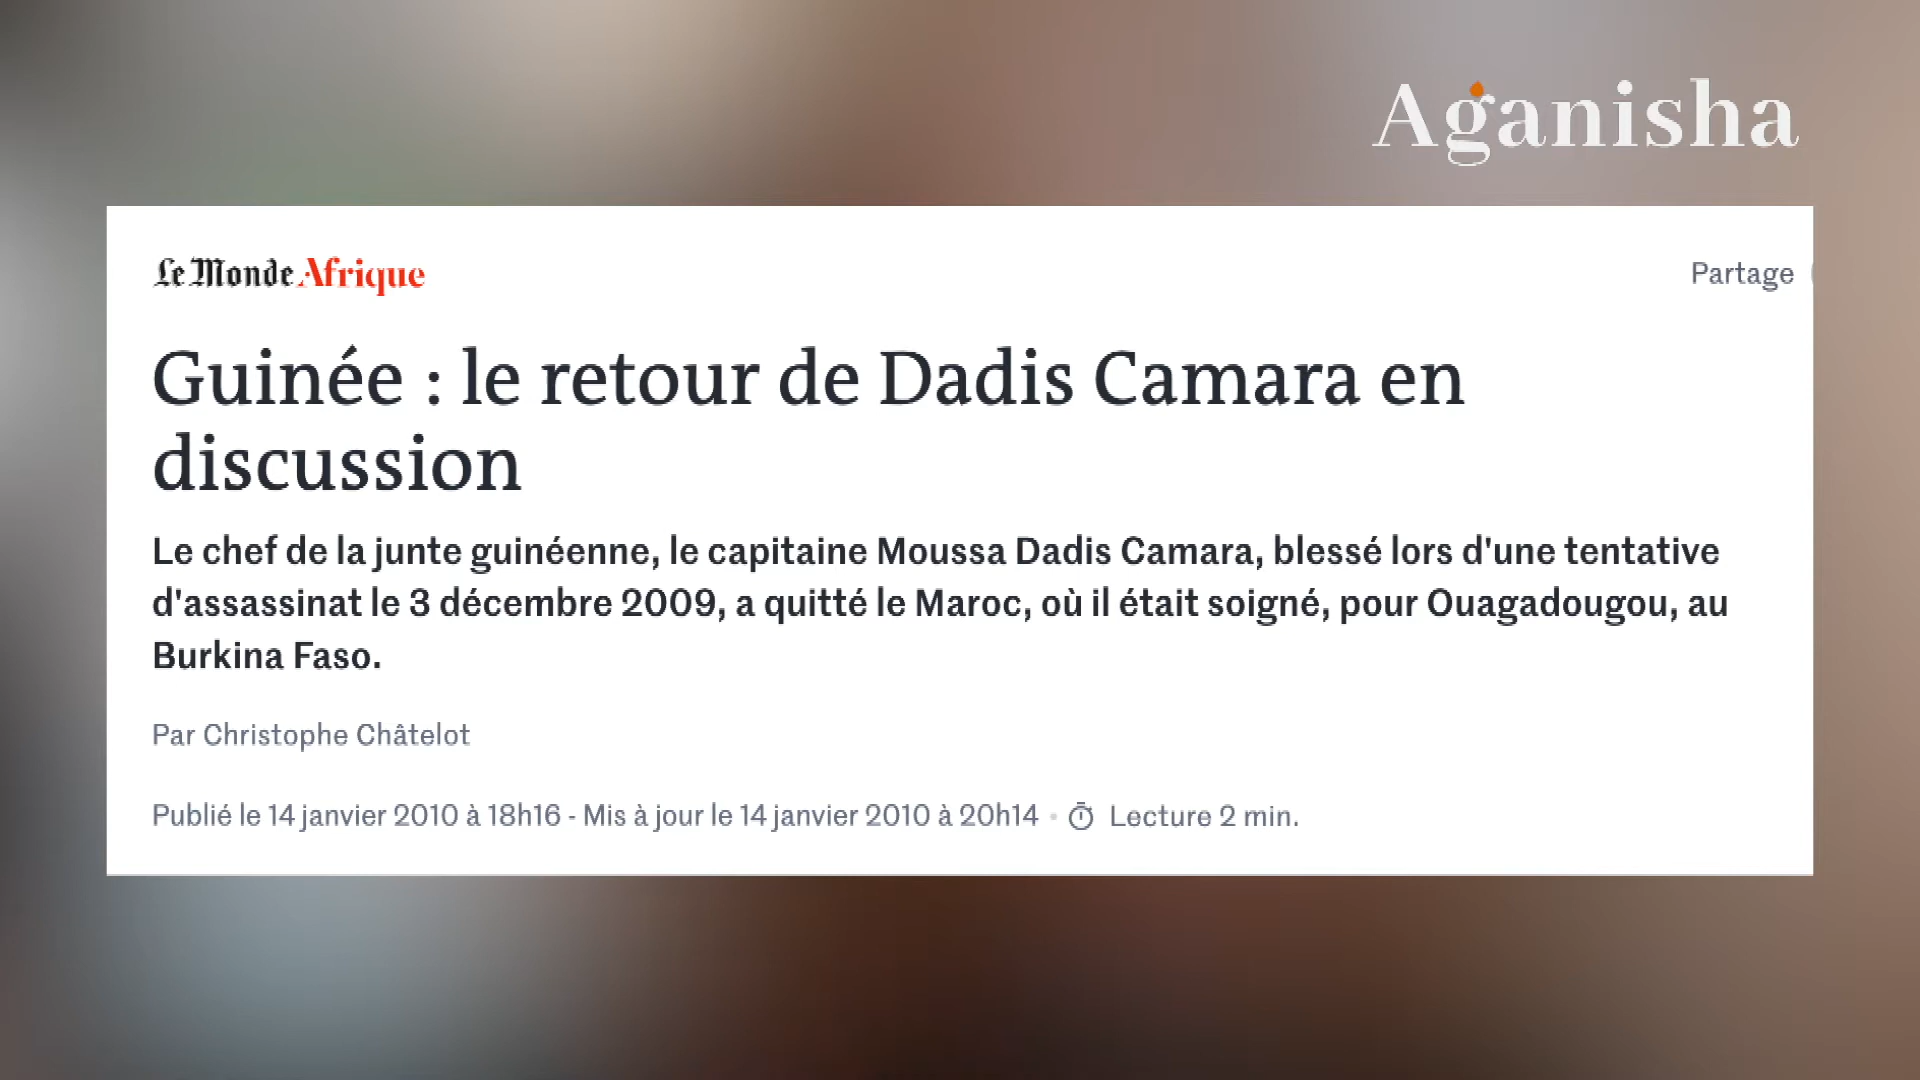 Aganisha
Le Monde Afrique
Partage
Guinée : le retour de Dadis Camara en
discussion
Le chef de la junte guinéenne, le capitaine Moussa Dadis Camara, blessé lors d'une tentative
d'assassinat le 3 décembre 2009, a quitté le Maroc, où il était soigné, pour Ouagadougou, au
Burkina Faso.
Par Christophe Châtelot
Publié le 14 janvier 2010 à 18h16 - Mis à jour le 14 janvier 2010 à 20h14 • Lecture 2 min.